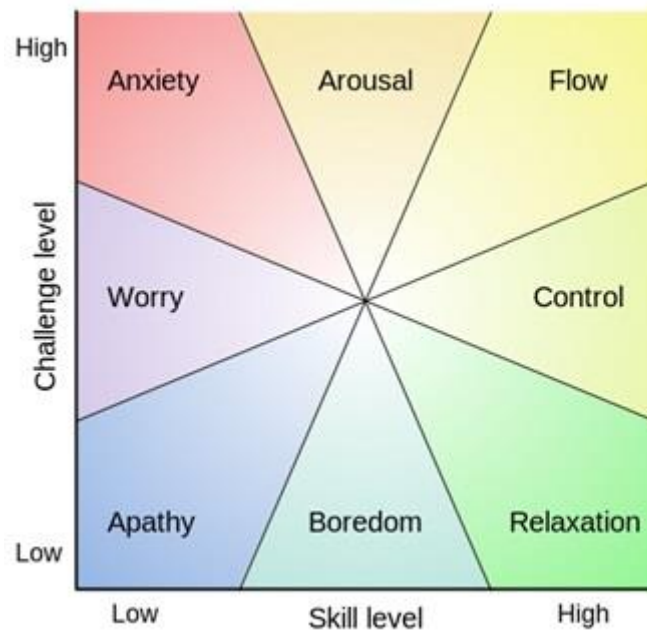 High
Anxiety
Arousal
Flow
Challenge level
Worry
Control
Apathy
Boredom
Relaxation
Low
Low
Skill level
High